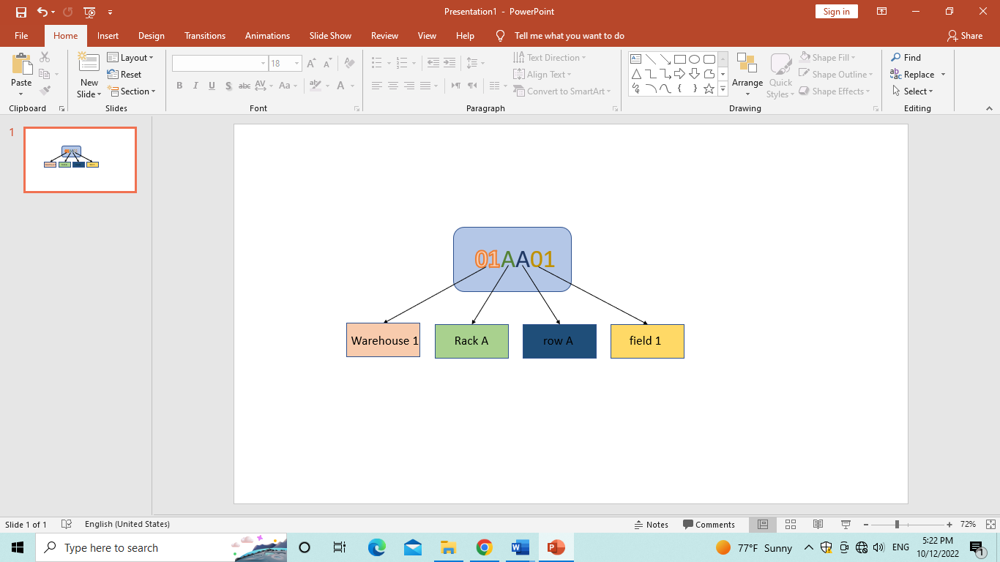 Presentation1 - PowerPoint
Sign in
File Home Insert Design Transitions Animations Slide Show Review View Help Tell me what you want to do Share
Paste
Clipboard
New Slide
Layout
Reset
Section
Slides
18
B I U S abc AV Aa A
Font
Text Direction
Align Text
Convert to SmartArt
Paragraph
Arrange
Quick Styles
Shape Fill
Shape Outline
Shape Effects
Drawing
Find
Replace
Select
Editing
1
01AA01
Warehouse 1 Rack A row A field 1
Slide 1 of 1 English (United States) Notes Comments 72%
Type here to search
77°F Sunny
ENG
5:22 PM
10/12/2022
1